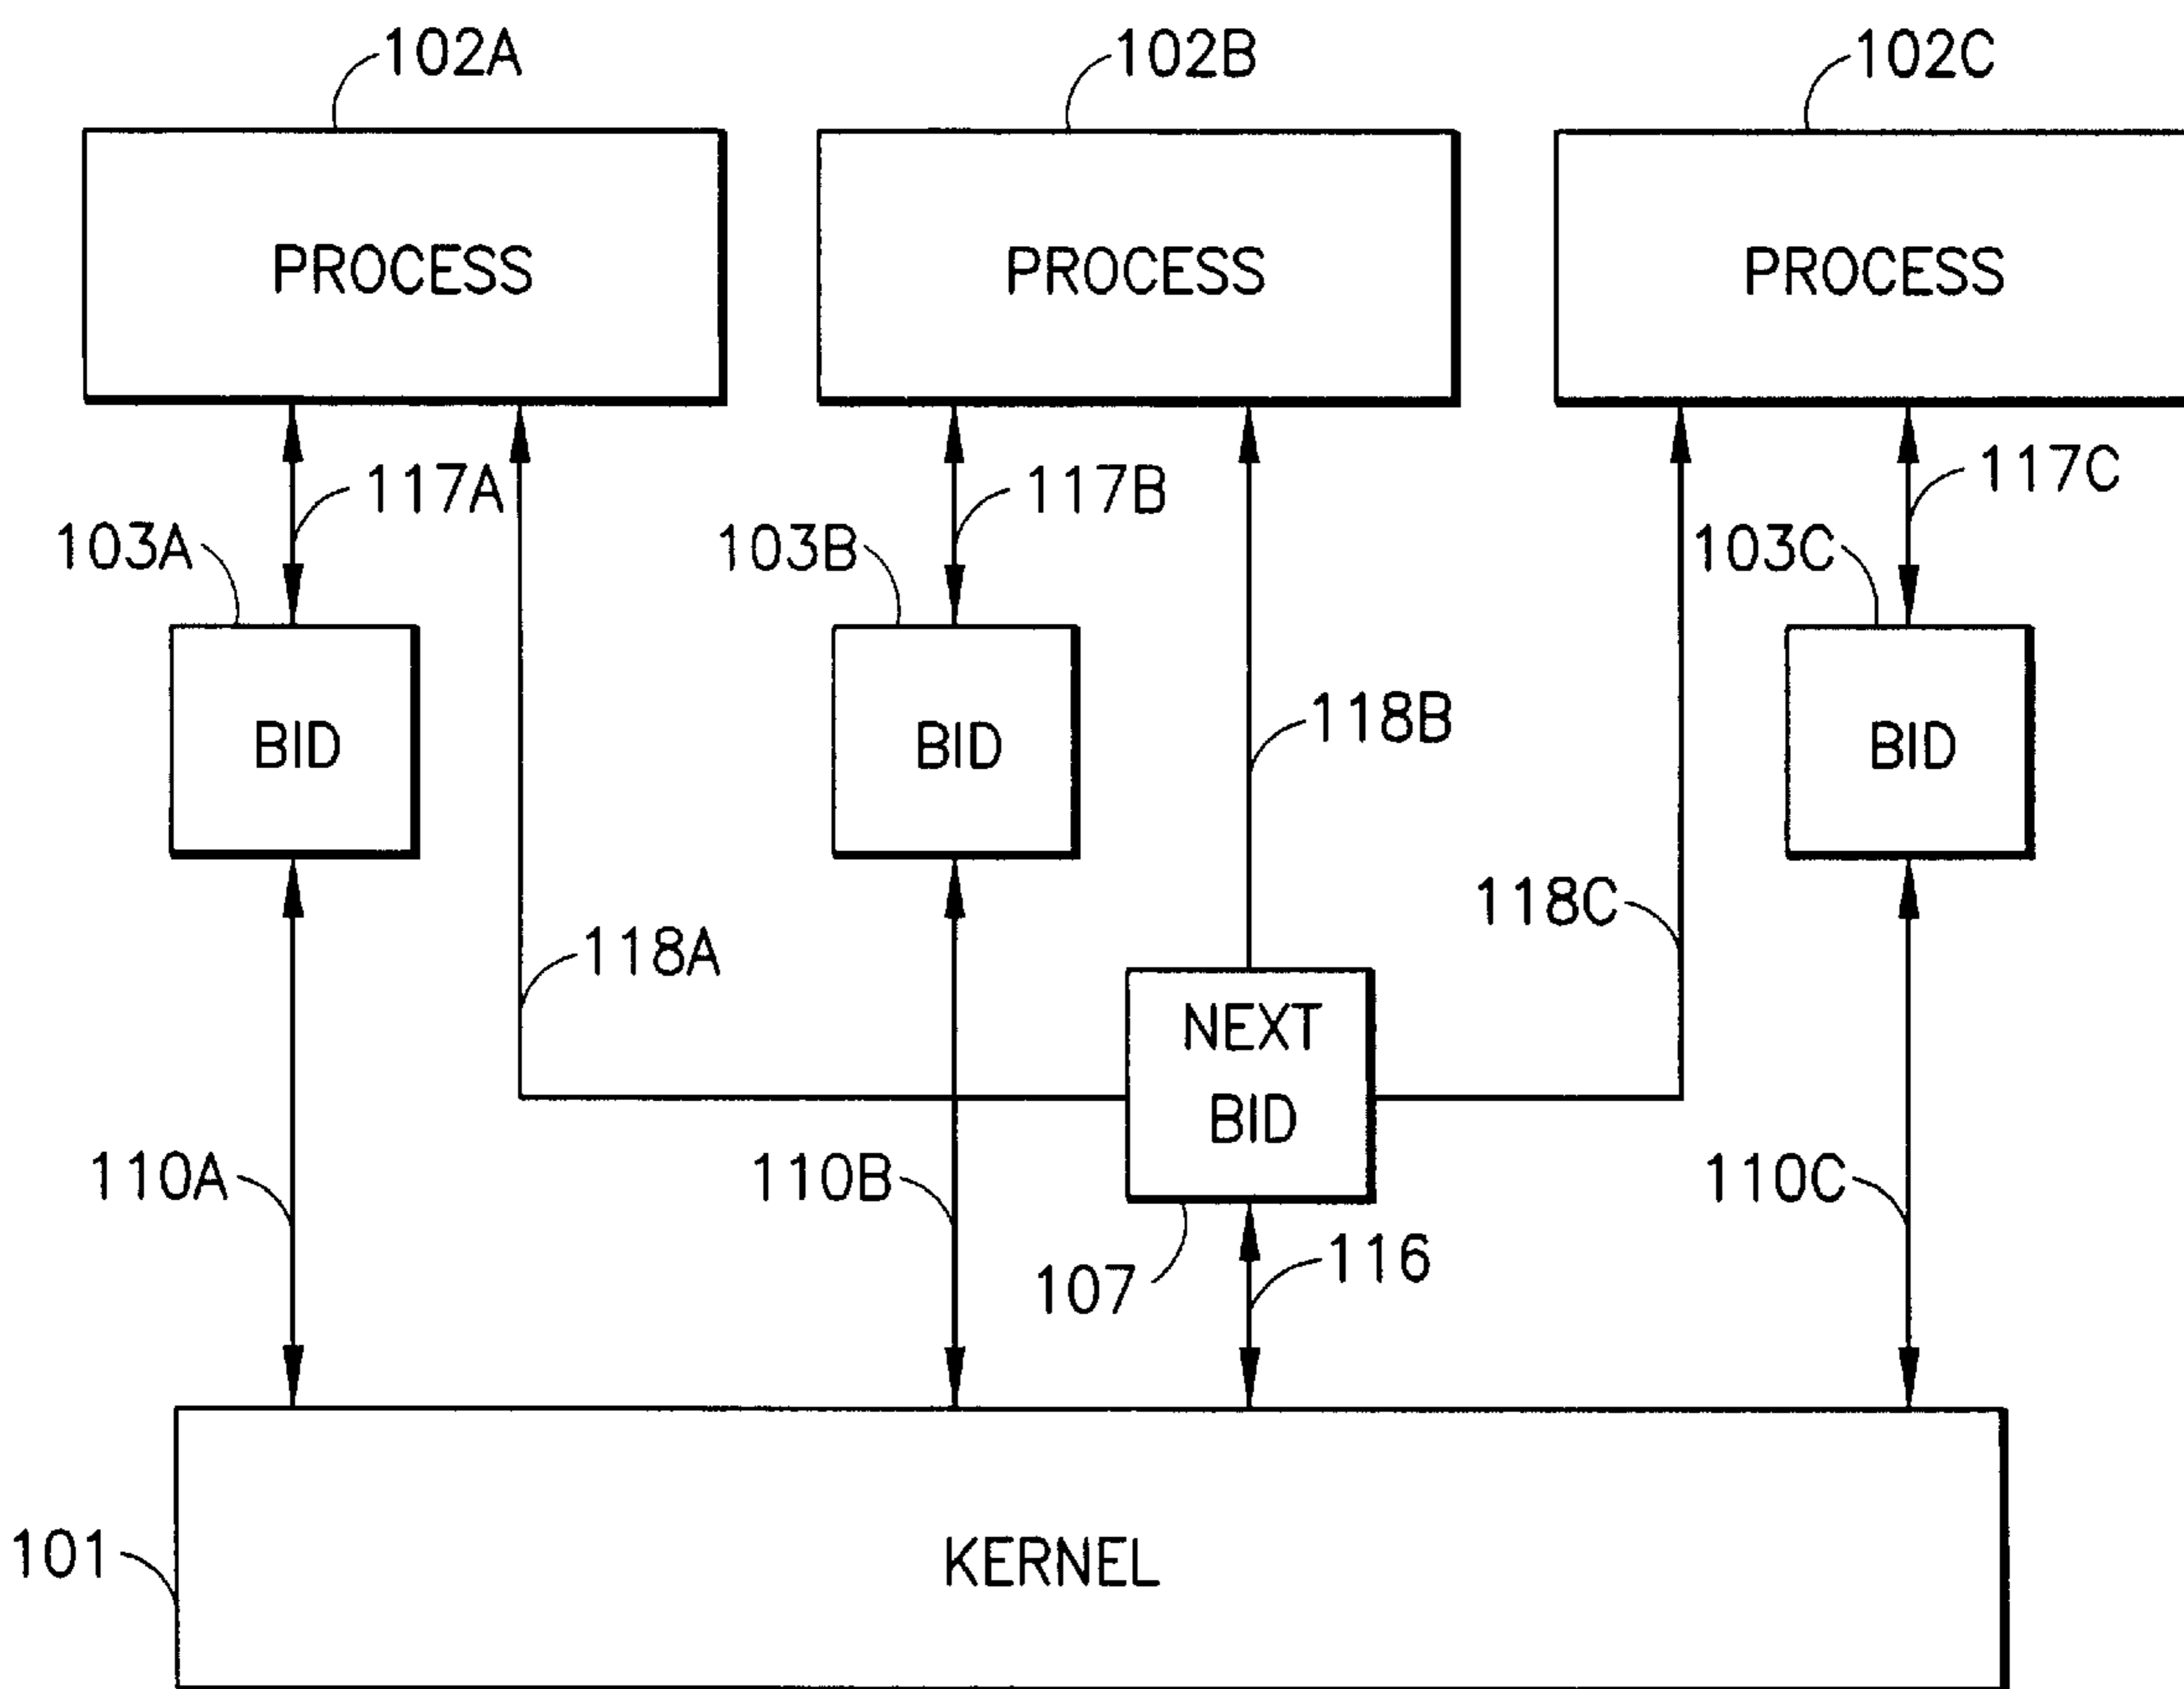 102A
102B
102C
PROCESS
PROCESS
PROCESS
117A
117B
117C
103A
103B
103C
BID
BID
BID
118B
118C
118A
NEXT
BID
110A
110B
110C
107
116
101
KERNEL